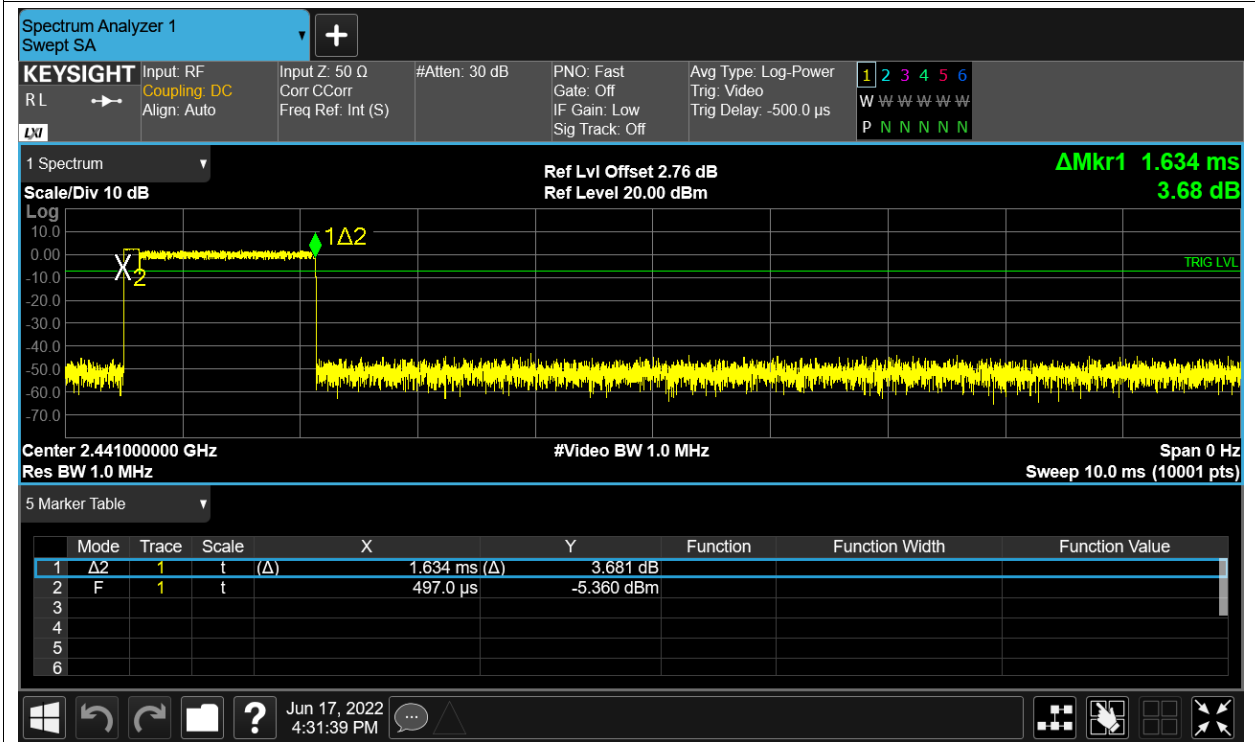 Spectrum Analyzer 1
Swept SA
KEYSIGHT
R L
LXI
Input: RF
Coupling: DC
Align: Auto
Input Z: 50 Ω
Corr CCorr
Freq Ref: Int (S)
#Atten: 30 dB
PNO: Fast
Gate: Off
IF Gain: Low
Sig Track: Off
Avg Type: Log-Power
Trig: Video
Trig Delay: -500.0 µs
1 2 3 4 5 6
W W W W W W
P N N N N N
1 Spectrum
Scale/Div 10 dB
Ref Lvl Offset 2.76 dB
Ref Level 20.00 dBm
ΔMkr1 1.634 ms
3.68 dB
Log
10.0
0.00
-10.0
-20.0
-30.0
-40.0
-50.0
-60.0
-70.0
1Δ2
X
2
TRIG LVL
Center 2.441000000 GHz
Res BW 1.0 MHz
#Video BW 1.0 MHz
Span 0 Hz
Sweep 10.0 ms (10001 pts)
5 Marker Table
Mode Trace Scale X Y Function Function Width Function Value
1 Δ2 1 t (Δ) 1.634 ms (Δ) 3.681 dB
2 F 1 t 497.0 µs -5.360 dBm
3
4
5
6
?
Jun 17, 2022
4:31:39 PM